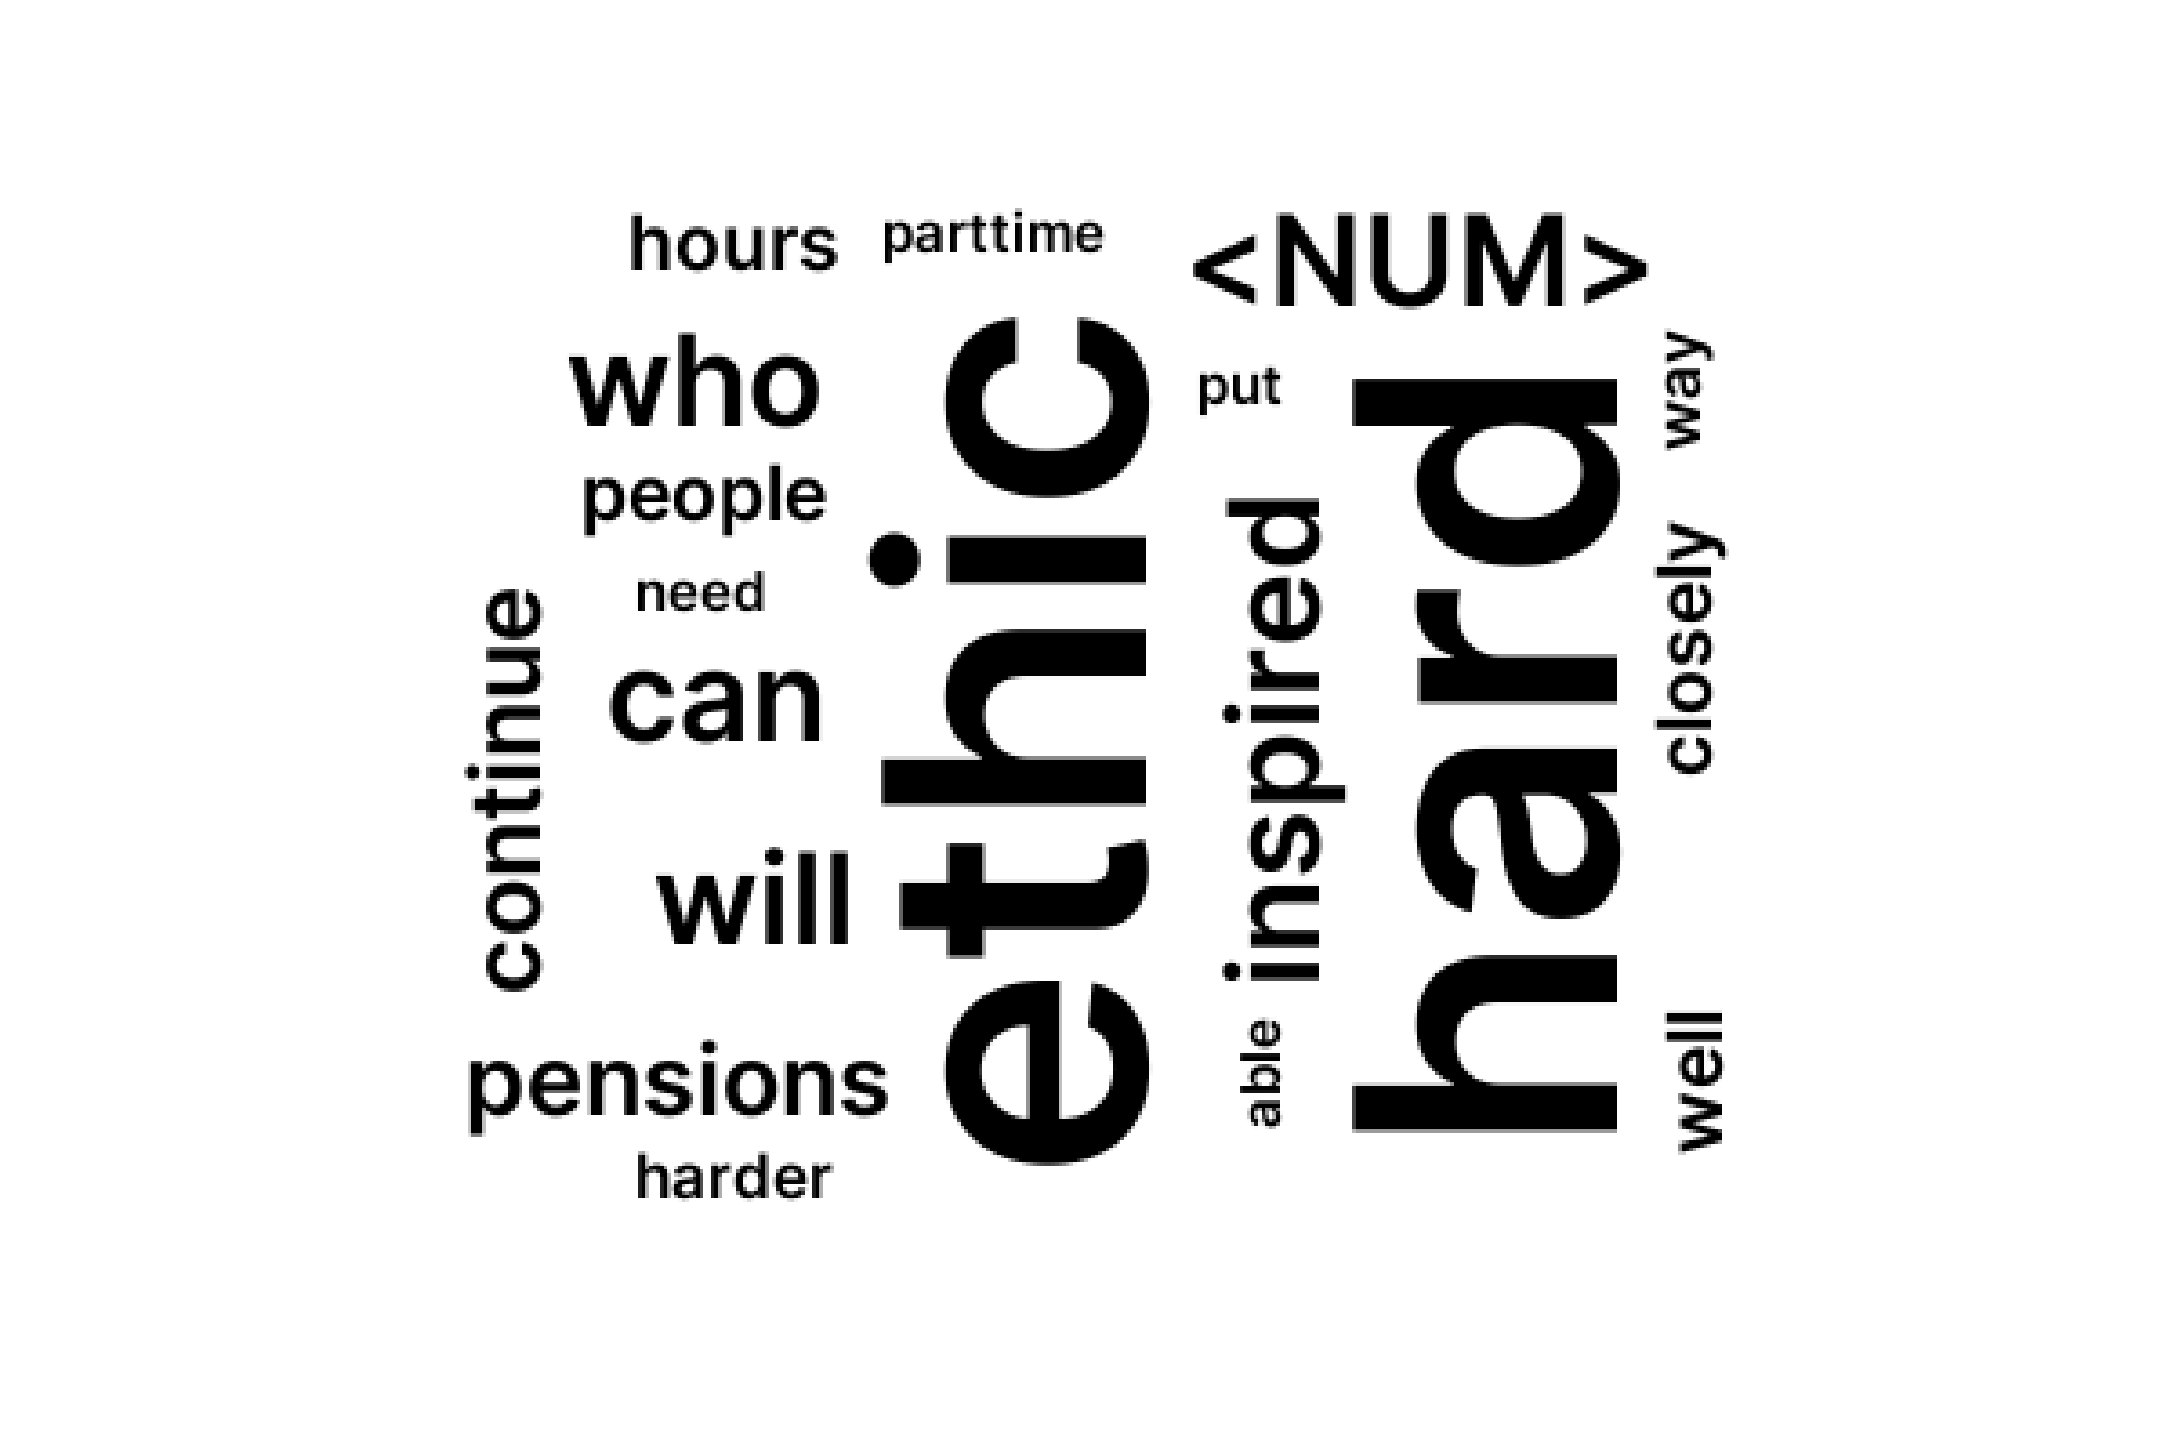 hours
parttime
<NUM>
who
put
way
people
ethic
hard
need
inspired
closely
continue
can
will
able
well
pensions
harder